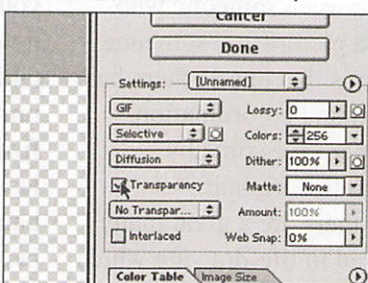 Cancel
Done
Settings: [Unnamed]
GIF Lossy: 0
Selective Colors: 256
Diffusion Dither: 100%
Transparency Matte: None
No Transpar... Amount: 100%
Interlaced Web Snap: 0%
Color Table Image Size